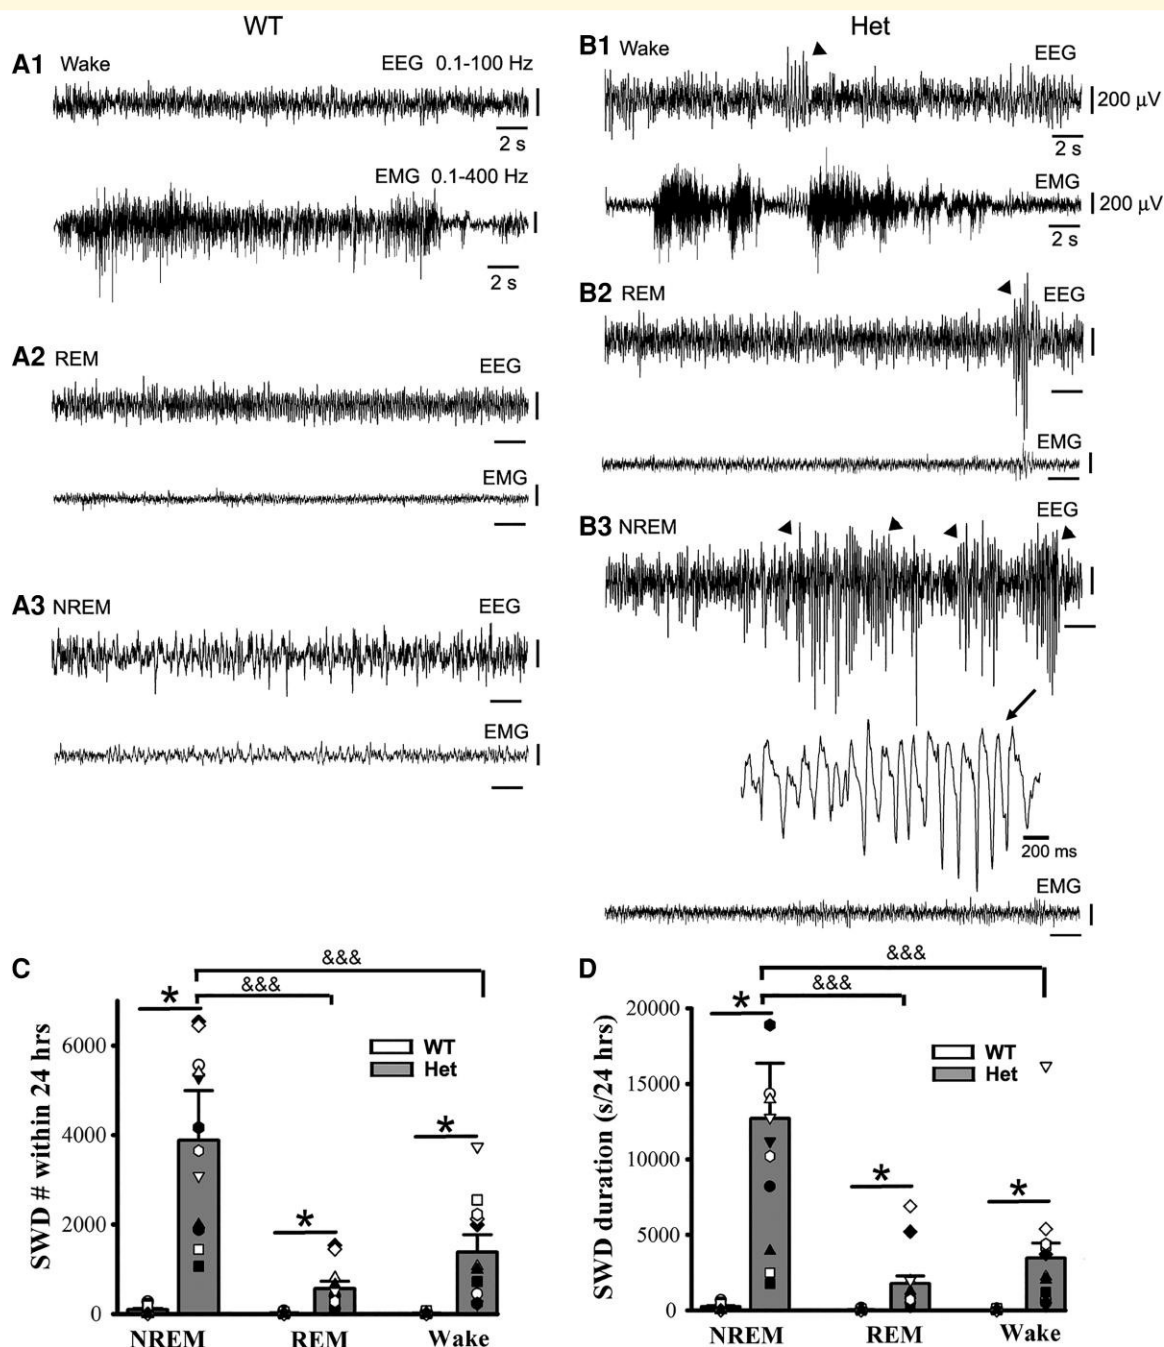 WT
Het
A1 Wake
EEG 0.1-100 Hz
2 s
EMG 0.1-400 Hz
2 s
A2 REM
EEG
EMG
A3 NREM
EEG
EMG
B1 Wake
EEG
200 µV
2 s
EMG
200 µV
2 s
B2 REM
EEG
EMG
B3 NREM
EEG
200 ms
EMG
C
&&&
&&&
*
*
*
WT
Het
SWD # within 24 hrs
6000
4000
2000
0
NREM
REM
Wake
D
&&&
&&&
*
*
*
WT
Het
SWD duration (s/24 hrs)
20000
15000
10000
5000
0
NREM
REM
Wake